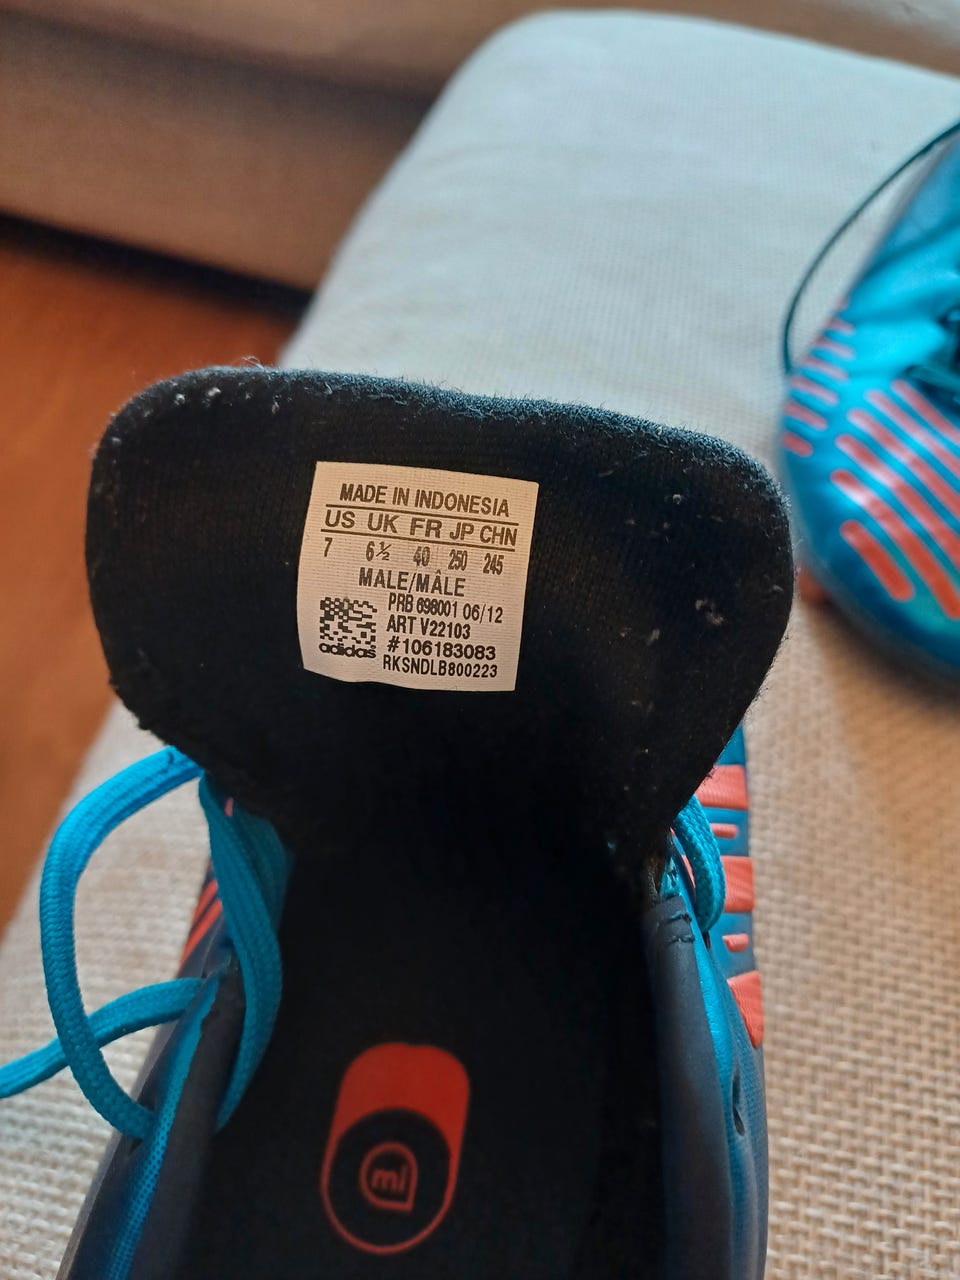 MADE IN INDONESIA
US UK FR JP CHN
7 6½ 40 250 245
MALE/MÂLE
PRB 698001 06/12
ART V22103
#106183083
adidas RKSNDLB800223
mi